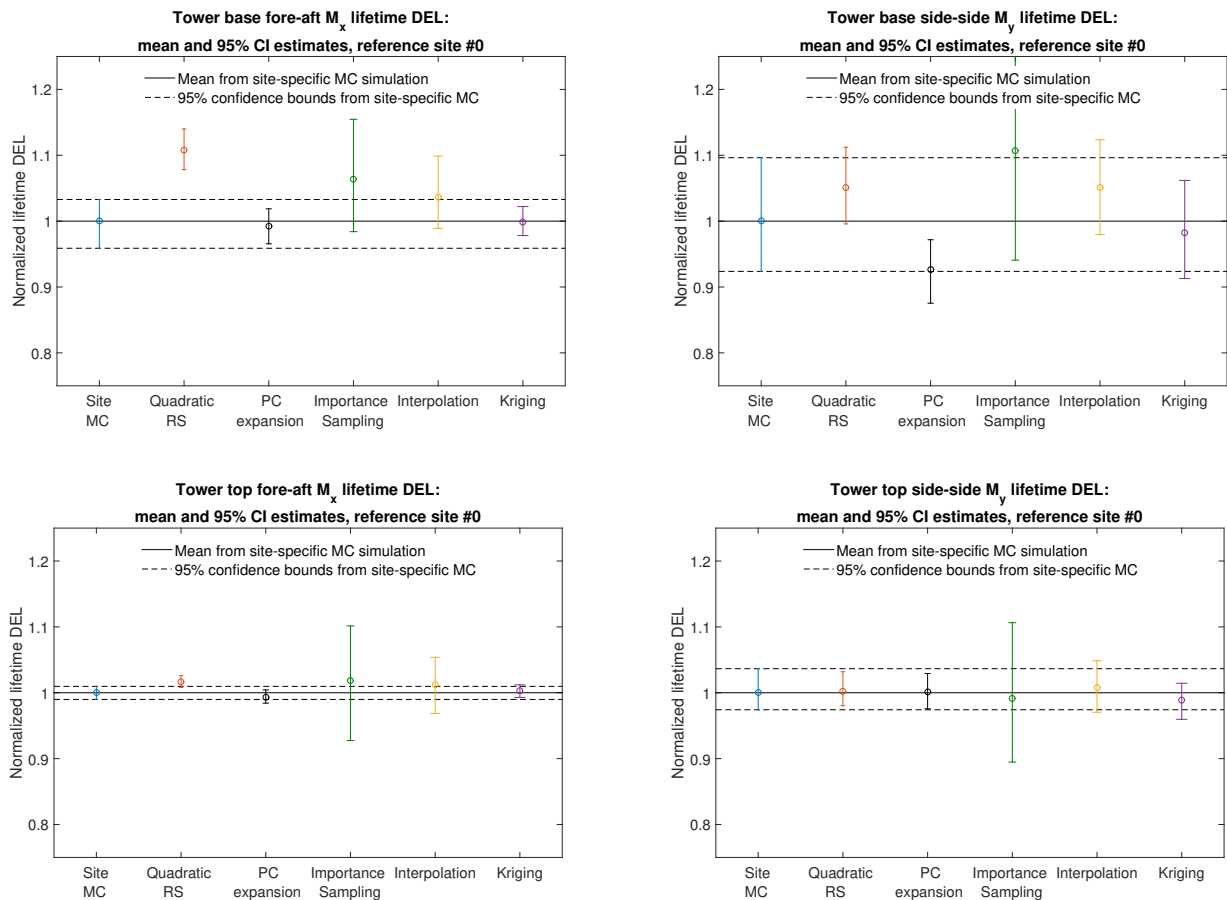 Tower base fore-aft Mx lifetime DEL:
mean and 95% CI estimates, reference site #0
Mean from site-specific MC simulation
95% confidence bounds from site-specific MC
Normalized lifetime DEL
1.2
1.1
1
0.9
0.8
Site MC
Quadratic RS
PC expansion
Importance Sampling
Interpolation
Kriging
Tower base side-side My lifetime DEL:
mean and 95% CI estimates, reference site #0
Mean from site-specific MC simulation
95% confidence bounds from site-specific MC
Normalized lifetime DEL
1.2
1.1
1
0.9
0.8
Site MC
Quadratic RS
PC expansion
Importance Sampling
Interpolation
Kriging
Tower top fore-aft Mx lifetime DEL:
mean and 95% CI estimates, reference site #0
Mean from site-specific MC simulation
95% confidence bounds from site-specific MC
Normalized lifetime DEL
1.2
1.1
1
0.9
0.8
Site MC
Quadratic RS
PC expansion
Importance Sampling
Interpolation
Kriging
Tower top side-side My lifetime DEL:
mean and 95% CI estimates, reference site #0
Mean from site-specific MC simulation
95% confidence bounds from site-specific MC
Normalized lifetime DEL
1.2
1.1
1
0.9
0.8
Site MC
Quadratic RS
PC expansion
Importance Sampling
Interpolation
Kriging